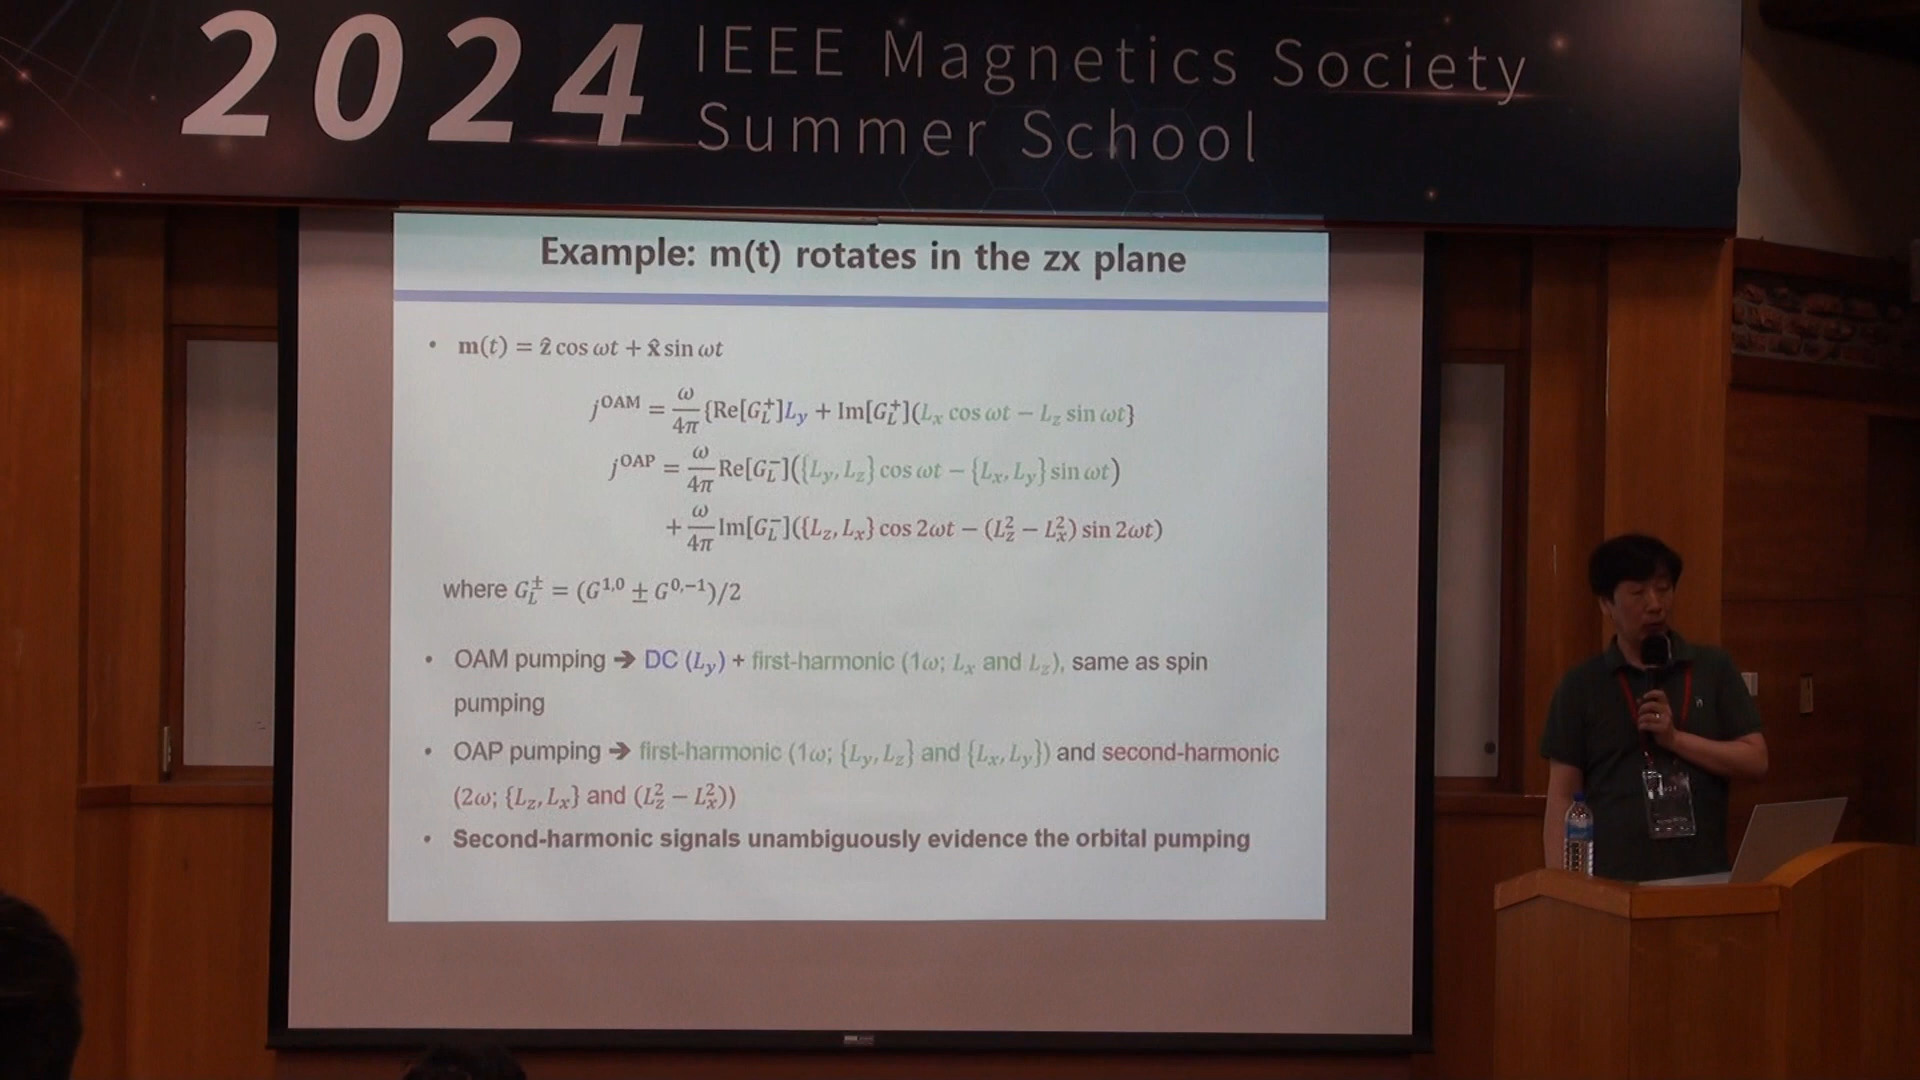 2024 IEEE Magnetics Society
Summer School
Example: m(t) rotates in the zx plane
• m(t) = ẑ cos ωt + x̂ sin ωt
j^OAM = ω/4π {Re[G_L^+]L_y + Im[G_L^+](L_x cos ωt − L_z sin ωt}
j^OAP = ω/4π Re[G_L^−]({L_y, L_z} cos ωt − {L_x, L_y} sin ωt)
+ ω/4π Im[G_L^−]({L_z, L_x} cos 2ωt − (L_z^2 − L_x^2) sin 2ωt)
where G_L^± = (G^1,0 ± G^0,−1)/2
• OAM pumping ➔ DC (L_y) + first-harmonic (1ω; L_x and L_z), same as spin
pumping
• OAP pumping ➔ first-harmonic (1ω; {L_y, L_z} and {L_x, L_y}) and second-harmonic
(2ω; {L_z, L_x} and (L_z^2 − L_x^2))
• Second-harmonic signals unambiguously evidence the orbital pumping